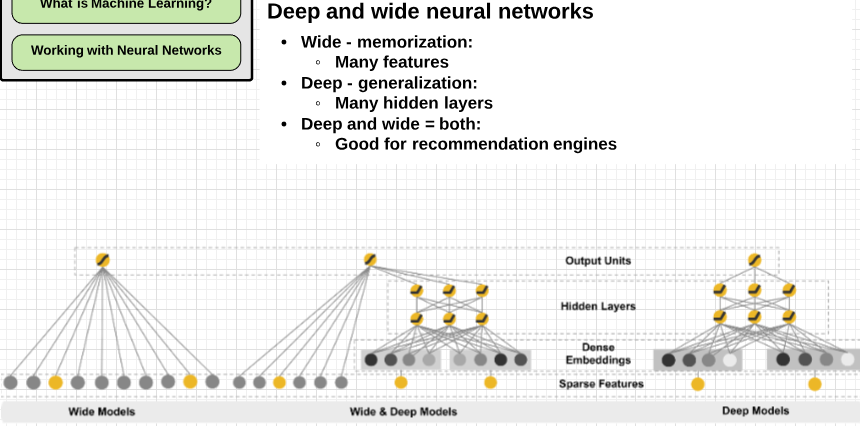 What is Machine Learning?
Working with Neural Networks
Deep and wide neural networks
• Wide - memorization:
◦ Many features
• Deep - generalization:
◦ Many hidden layers
• Deep and wide = both:
◦ Good for recommendation engines
Output Units
Hidden Layers
Dense
Embeddings
Sparse Features
Wide Models
Wide & Deep Models
Deep Models